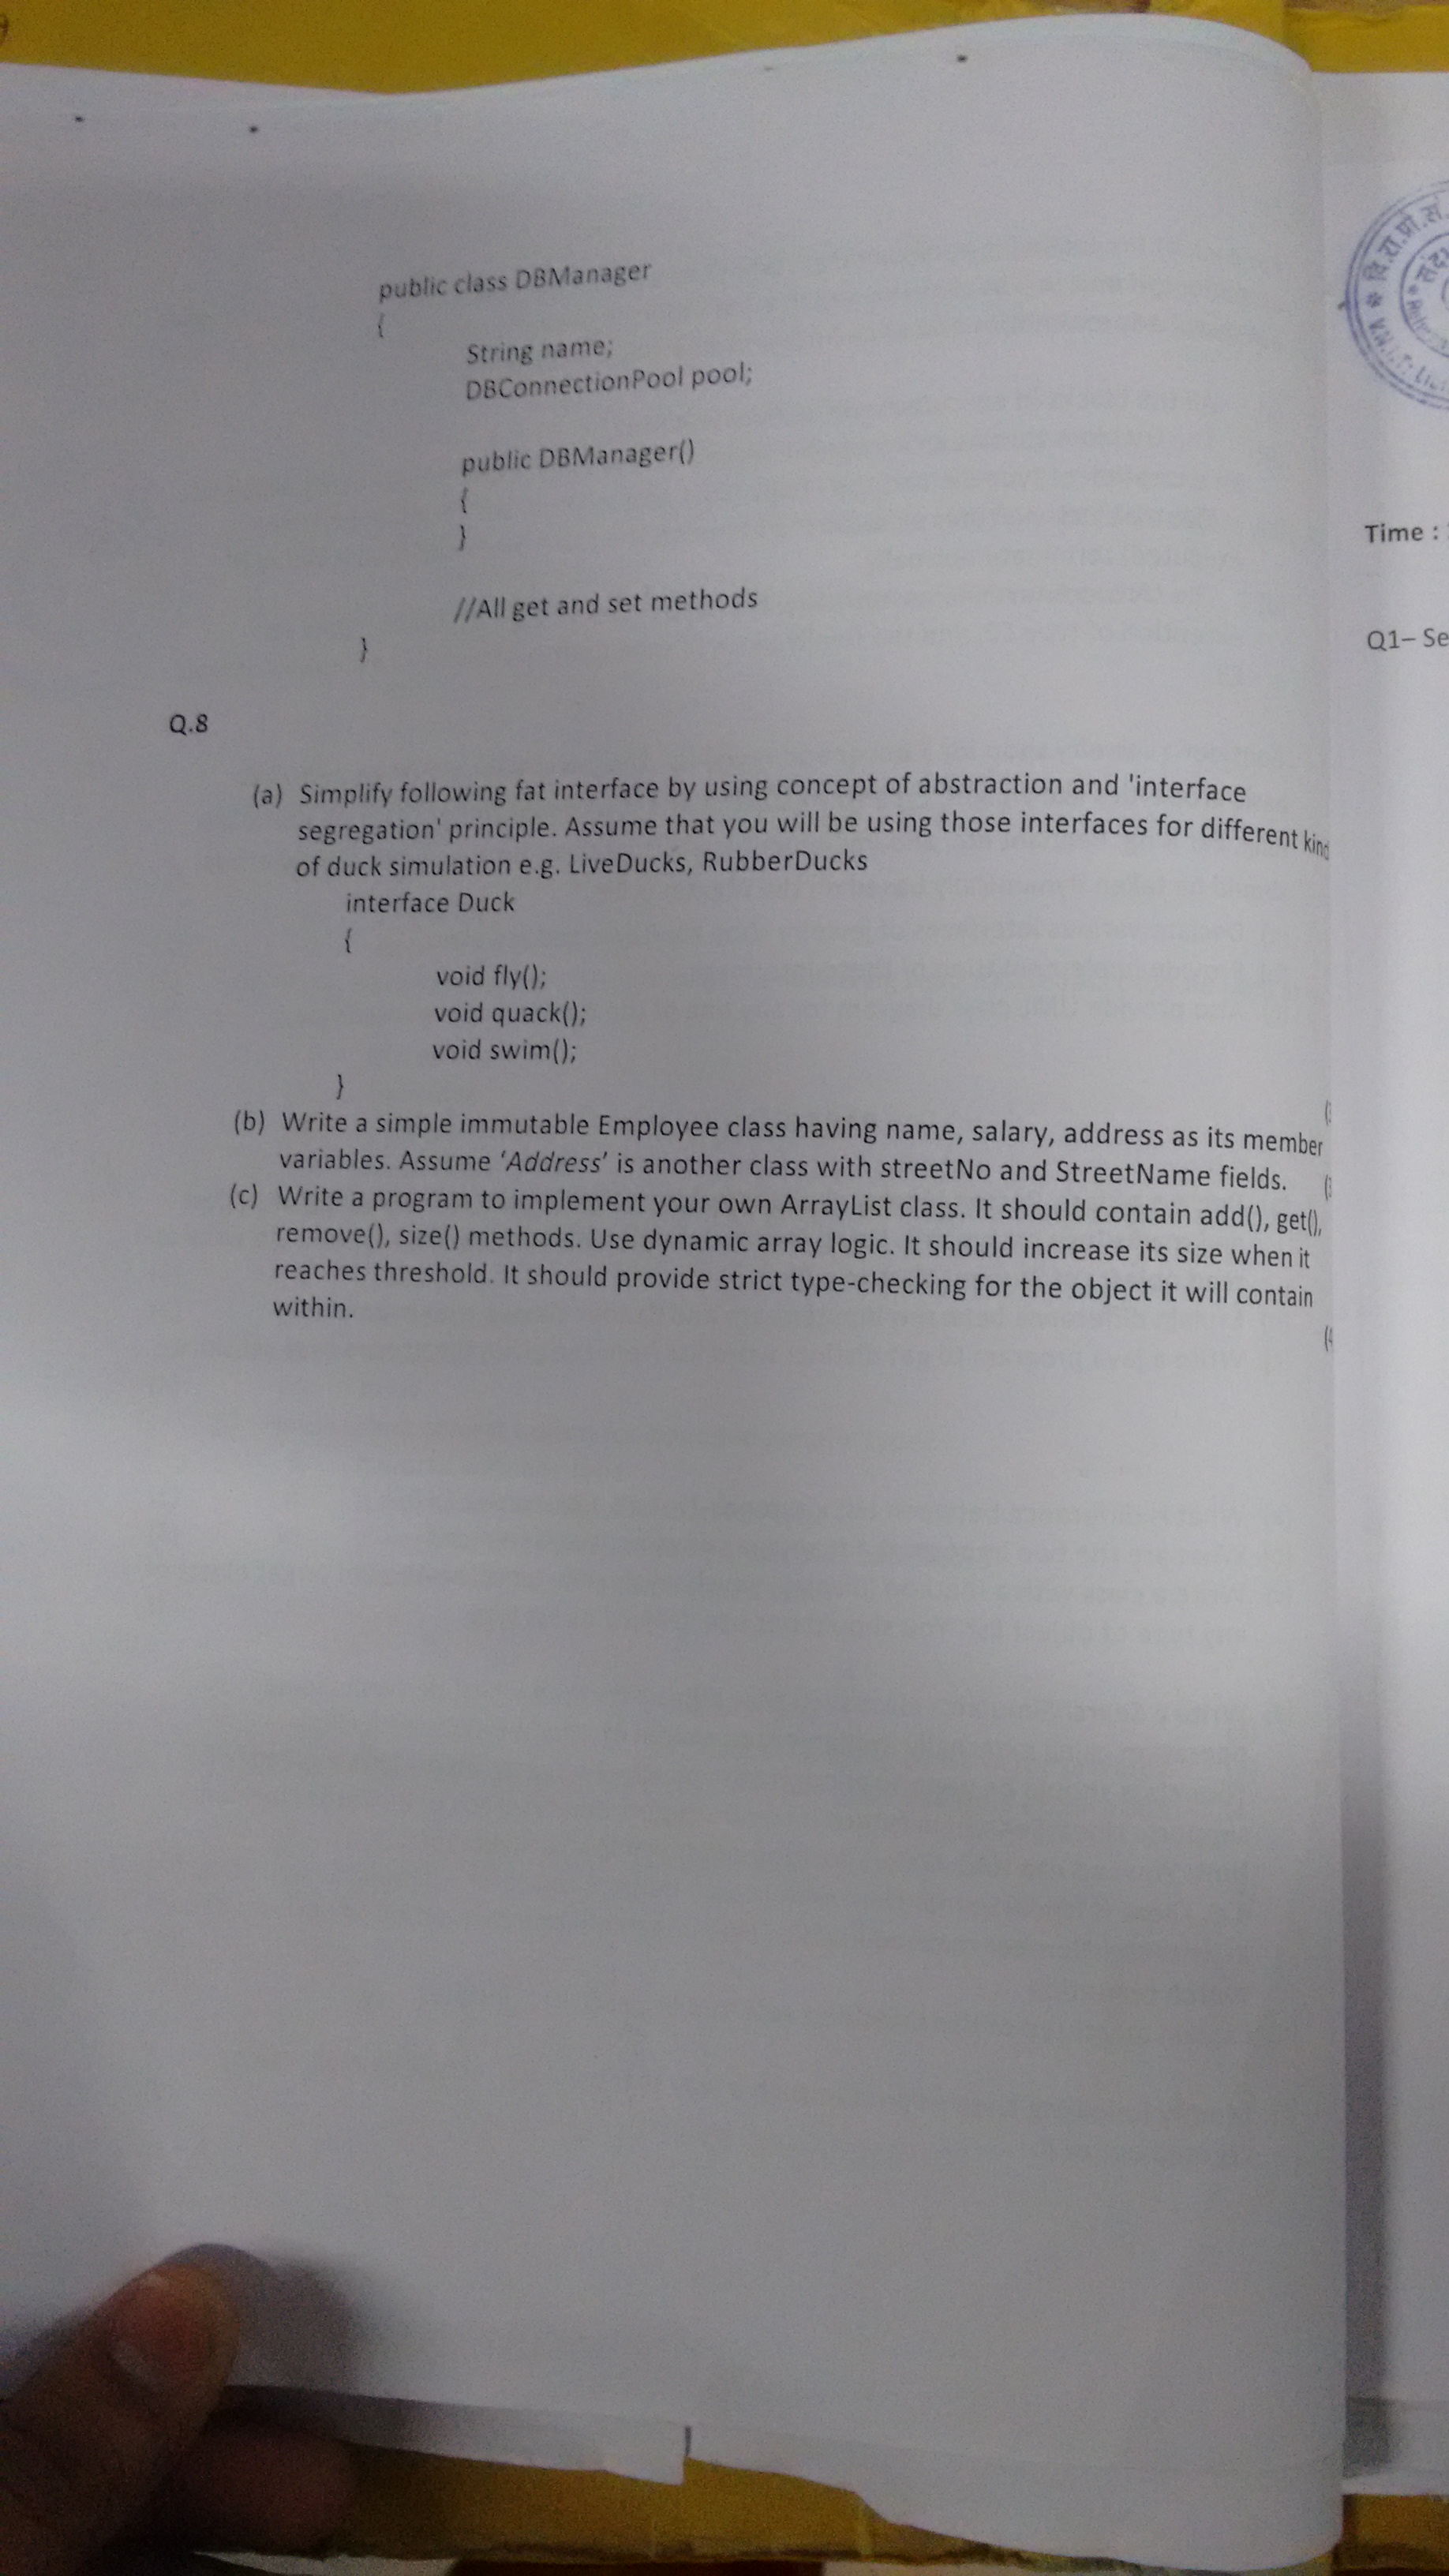 public class DBManager
{
String name;
DBConnectionPool pool;
public DBManager()
{
}
//All get and set methods
}
Q.8
(a) Simplify following fat interface by using concept of abstraction and 'interface
segregation' principle. Assume that you will be using those interfaces for different kind
of duck simulation e.g. LiveDucks, RubberDucks
interface Duck
{
void fly();
void quack();
void swim();
}
(b) Write a simple immutable Employee class having name, salary, address as its member
variables. Assume 'Address' is another class with streetNo and StreetName fields.
(c) Write a program to implement your own ArrayList class. It should contain add(), get(),
remove(), size() methods. Use dynamic array logic. It should increase its size when it
reaches threshold. It should provide strict type-checking for the object it will contain
within.
वि.रा.प्रौ.सं.
V.N.I.T.
Time :
Q1– Se